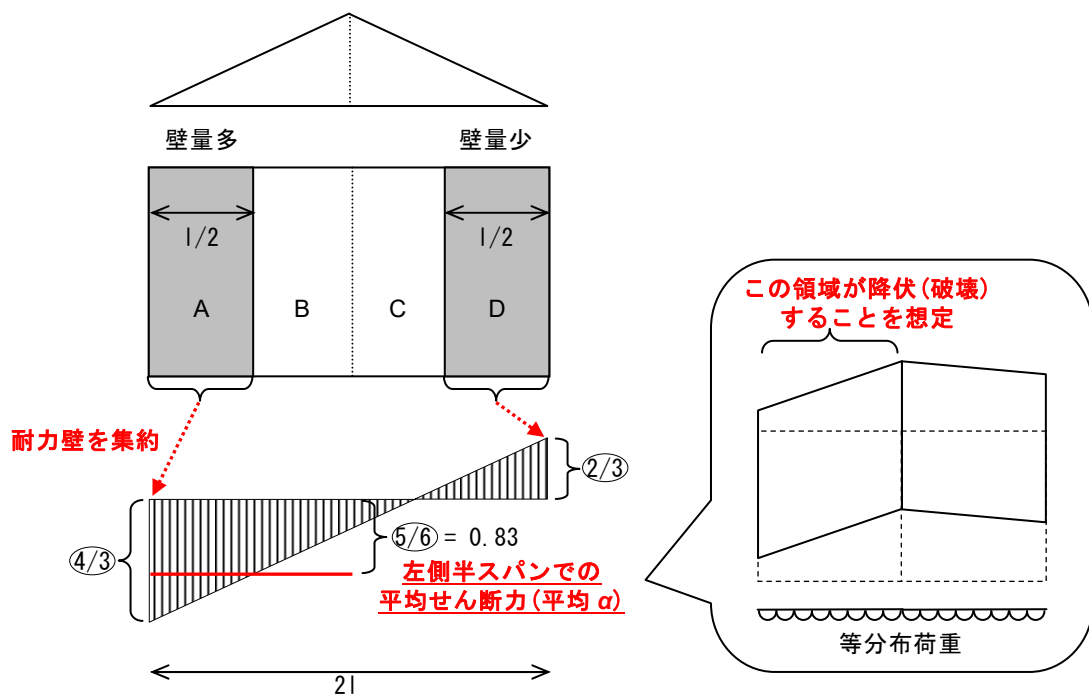 壁量多
壁量少
l/2
l/2
A
B
C
D
耐力壁を集約
2/3
4/3
5/6 = 0.83
左側半スパンでの
平均せん断力(平均 α)
2l
この領域が降伏(破壊)
することを想定
等分布荷重